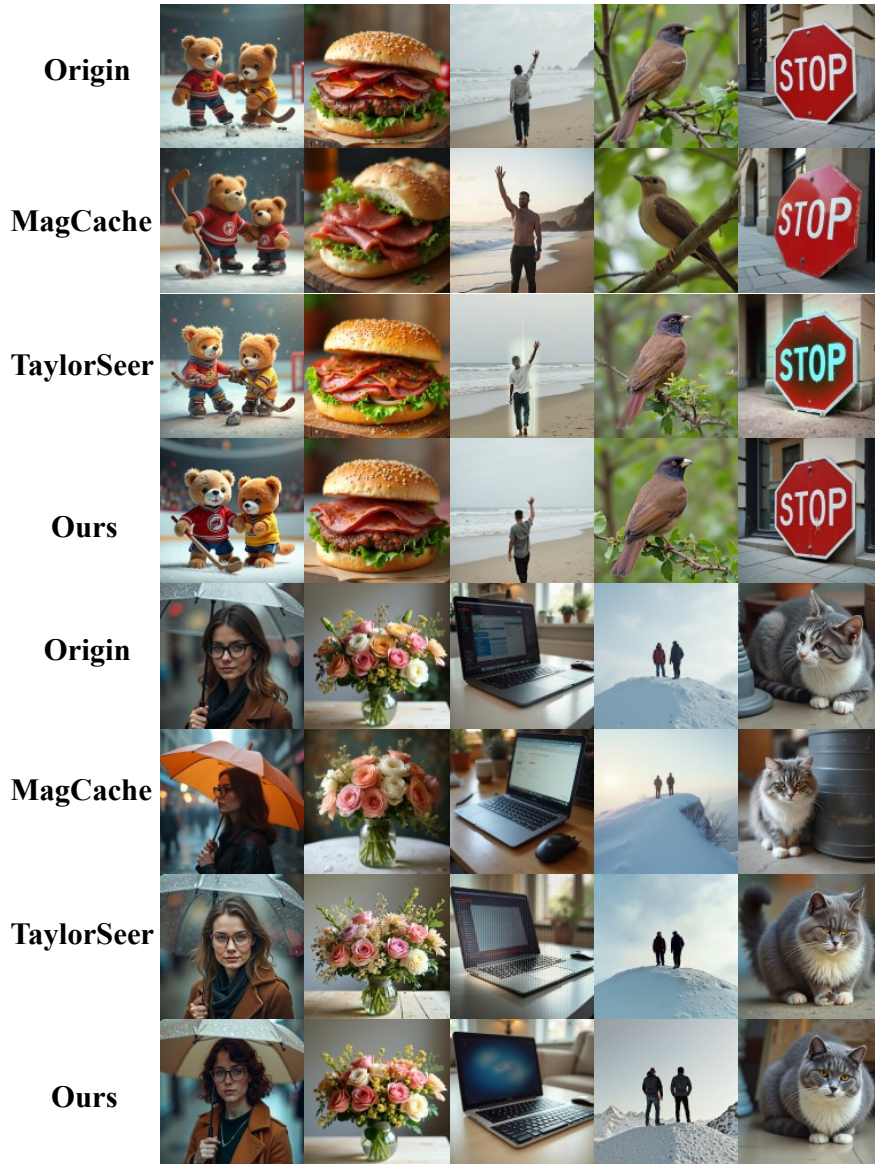 Origin
STOP
MagCache
STOP
TaylorSeer
STOP
Ours
STOP
Origin
MagCache
TaylorSeer
Ours